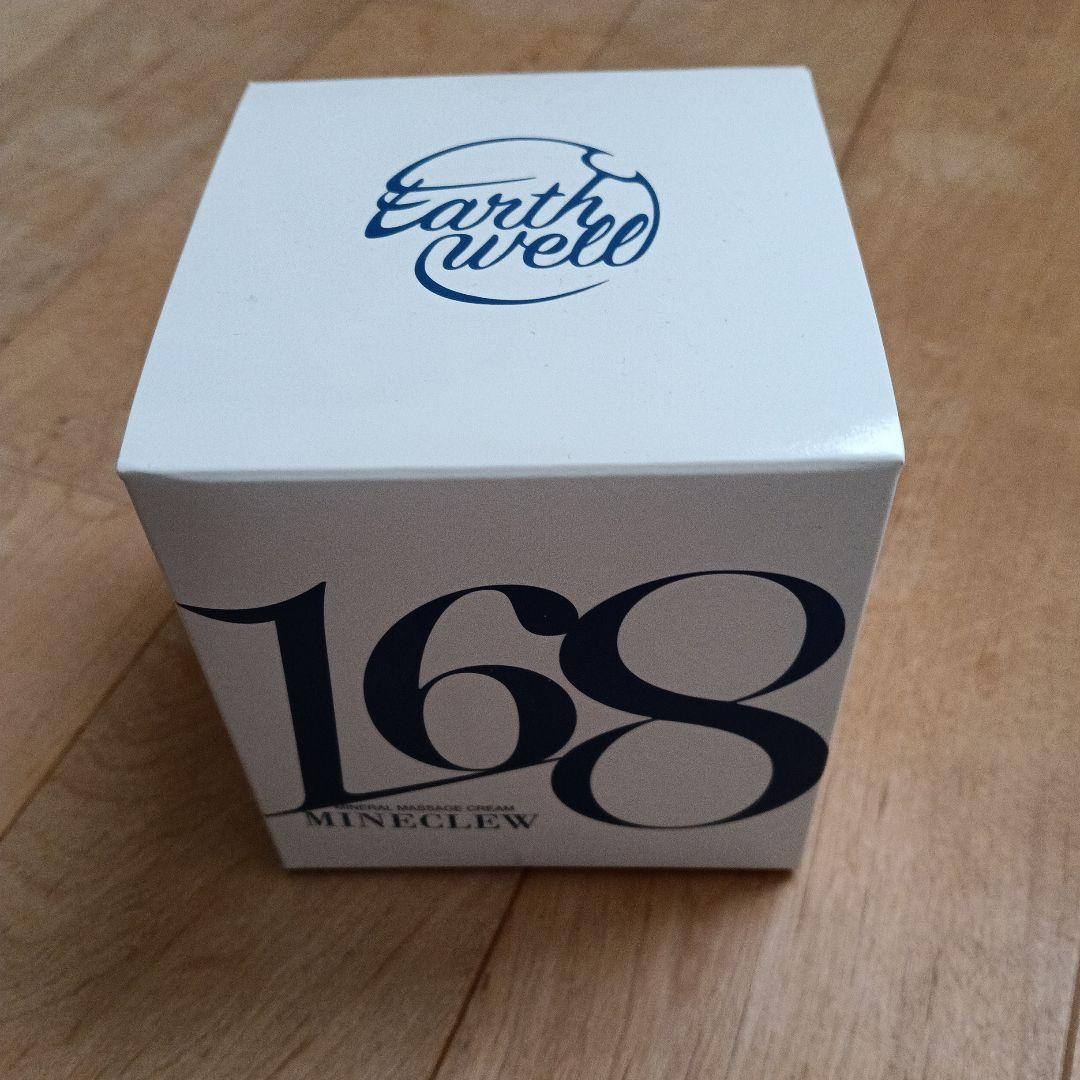 Earth
well
168
MINERAL MASSAGE CREAM
MINECLEW